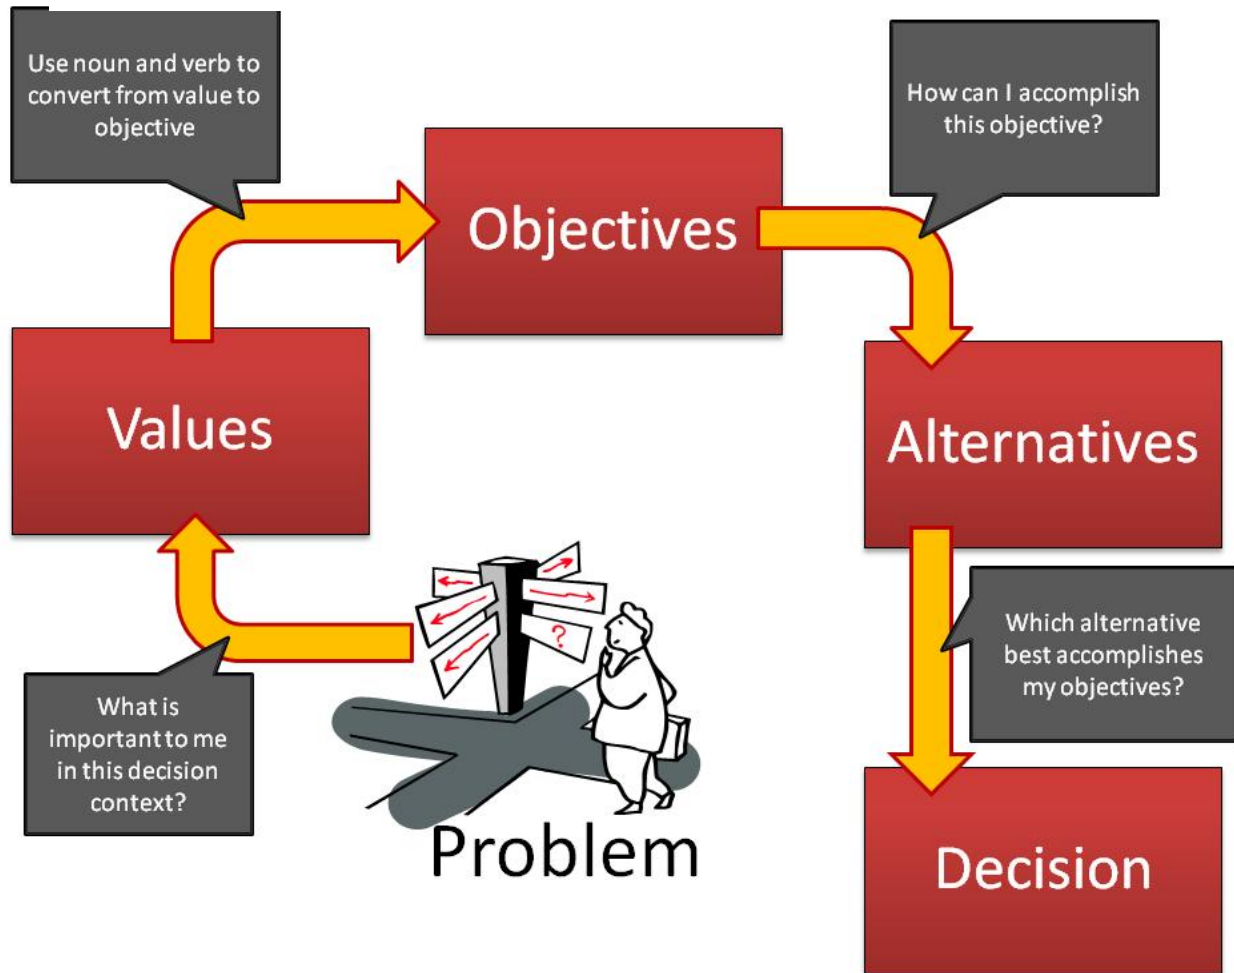 Use noun and verb to
convert from value to
objective
Objectives
How can I accomplish
this objective?
Values
Alternatives
?
What is
important to me
in this decision
context?
Problem
Which alternative
best accomplishes
my objectives?
Decision